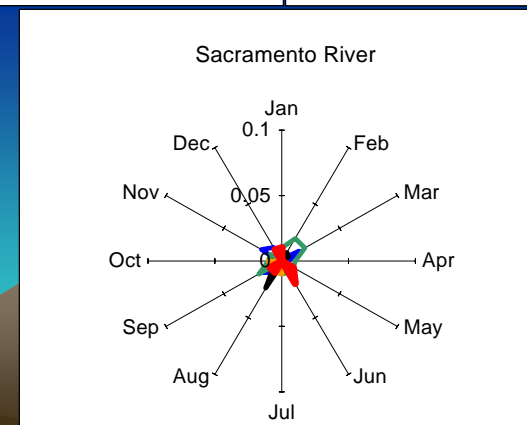 Sacramento River
Jan
0.1
Dec
Feb
Nov
0.05
Mar
Oct
0
Apr
Sep
May
Aug
Jun
Jul